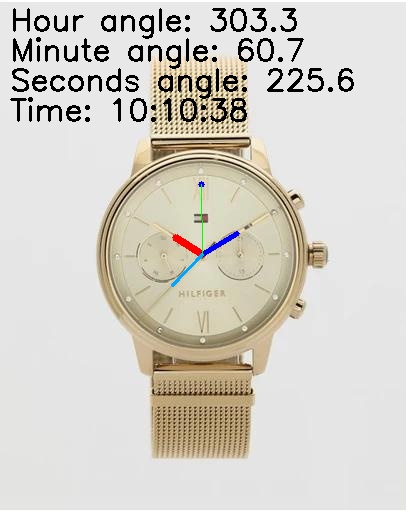 Hour angle: 303.3
Minute angle: 60.7
Seconds angle: 225.6
Time: 10:10:38
HILFIGER